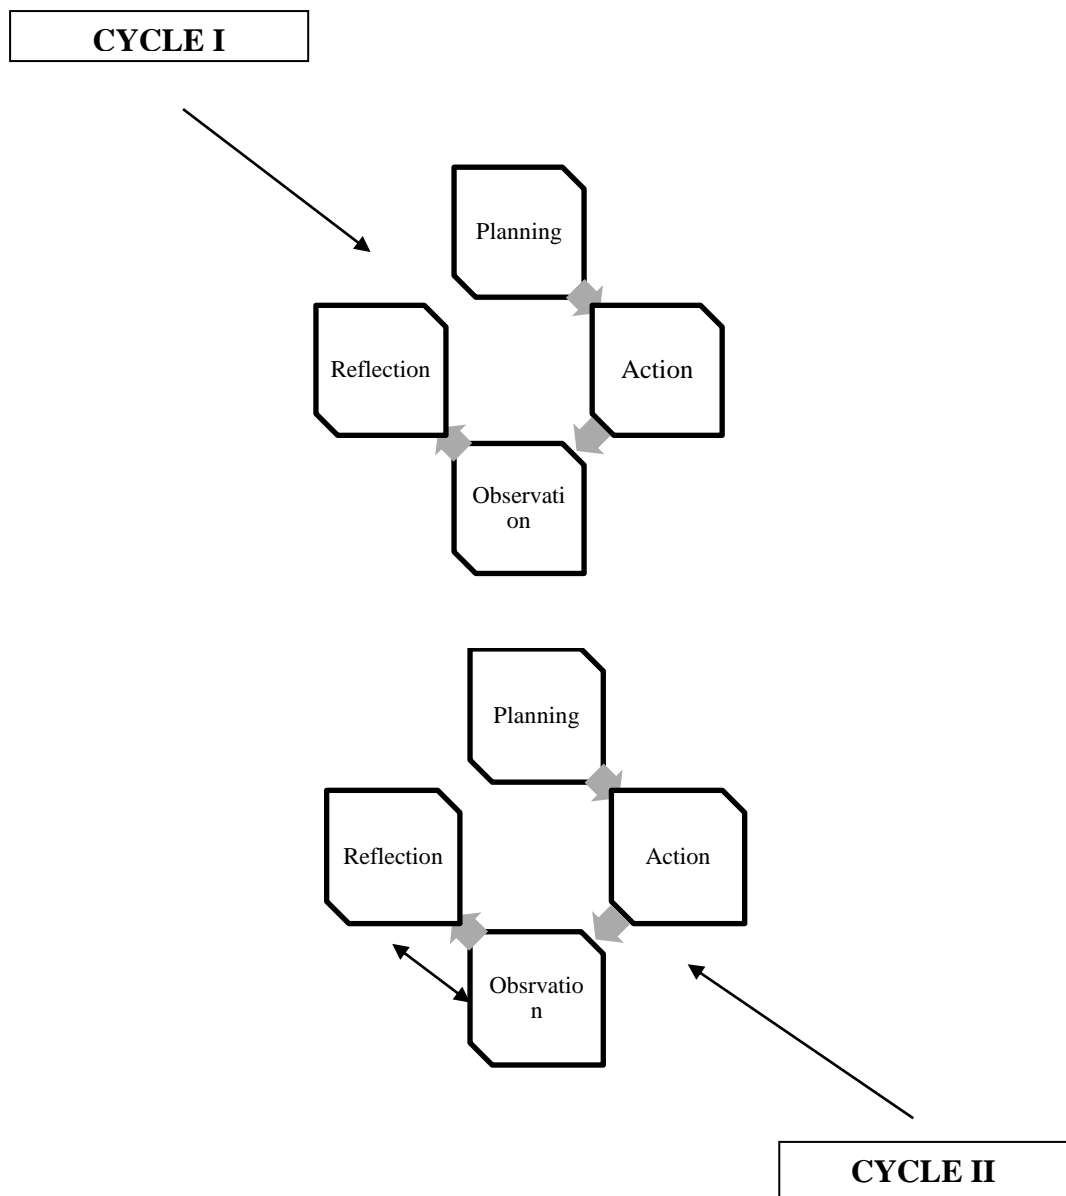 CYCLE I
Planning
Reflection
Action
Observati
on
Planning
Reflection
Action
Obsrvatio
n
CYCLE II